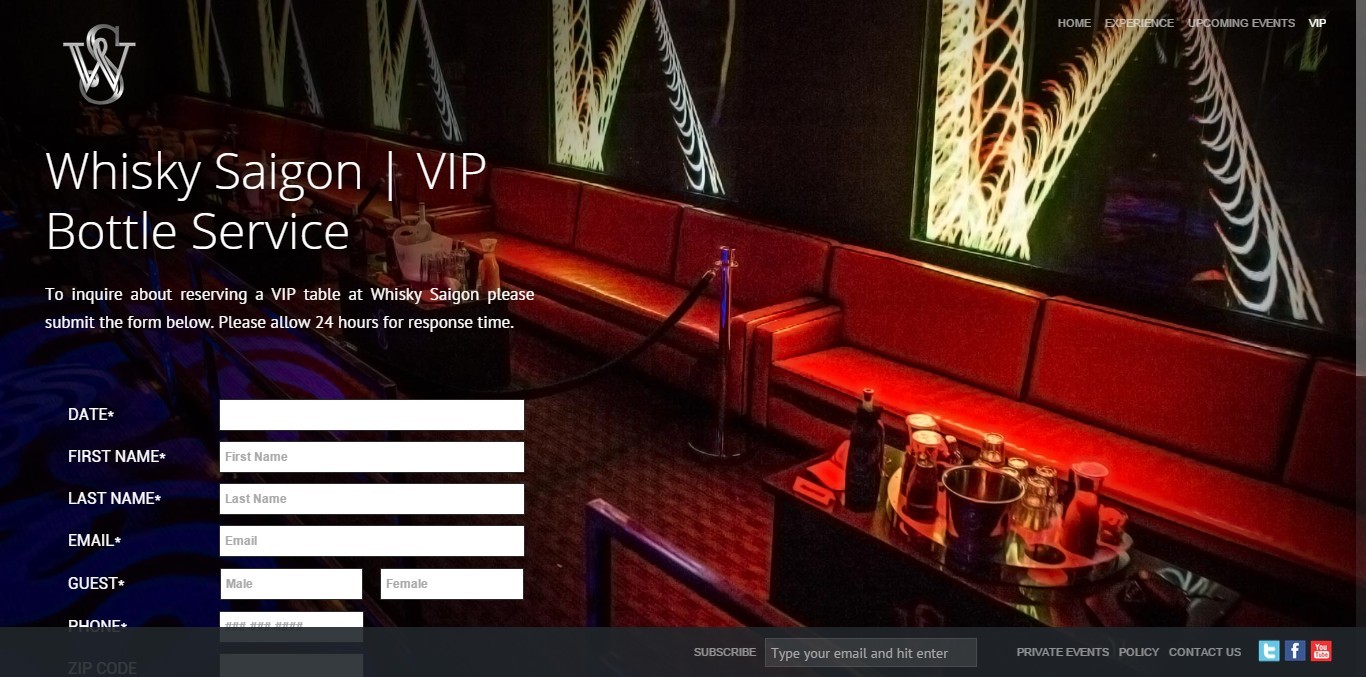 HOME EXPERIENCE UPCOMING EVENTS VIP
WS
Whisky Saigon | VIP
Bottle Service
To inquire about reserving a VIP table at Whisky Saigon please
submit the form below. Please allow 24 hours for response time.
DATE*
FIRST NAME* First Name
LAST NAME* Last Name
EMAIL* Email
GUEST* Male Female
PHONE* ###-###-####
ZIP CODE
SUBSCRIBE Type your email and hit enter PRIVATE EVENTS POLICY CONTACT US t f You Tube